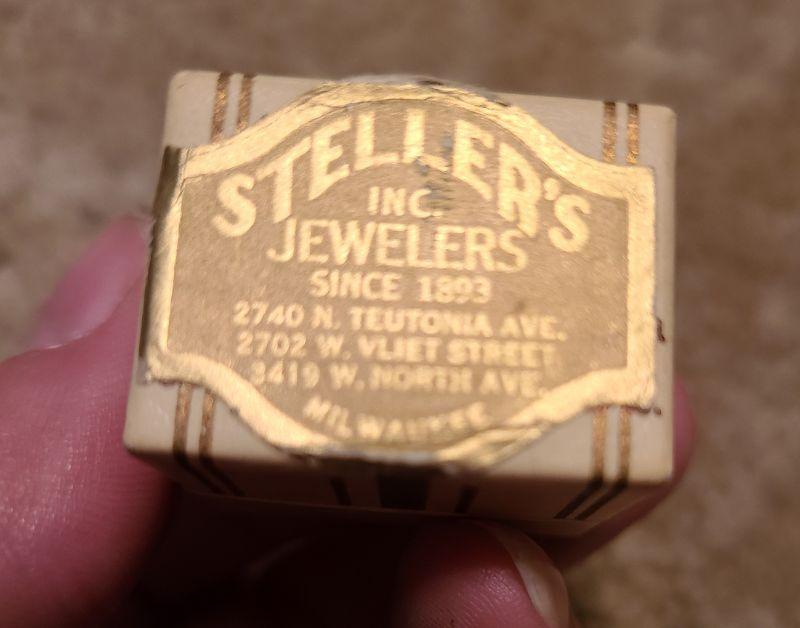 STELLER'S
INC.
JEWELERS
SINCE 1893
2740 N. TEUTONIA AVE.
2702 W. VLIET STREET
3419 W. NORTH AVE.
MILWAUKEE